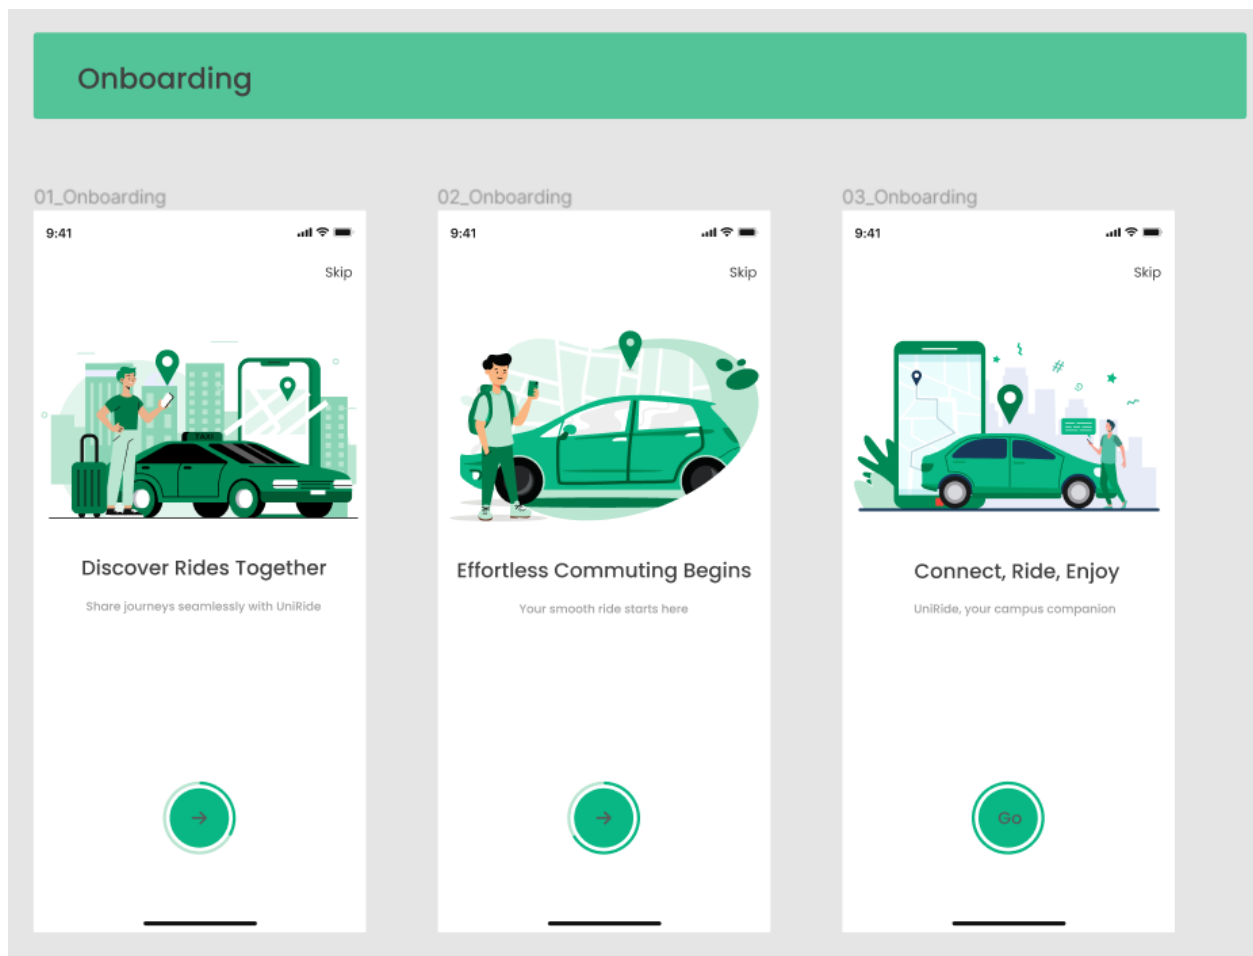 Onboarding
01_Onboarding
02_Onboarding
03_Onboarding
9:41
Skip
TAXI
Discover Rides Together
Share journeys seamlessly with UniRide
9:41
Skip
Effortless Commuting Begins
Your smooth ride starts here
9:41
Skip
#
Connect, Ride, Enjoy
UniRide, your campus companion
Go